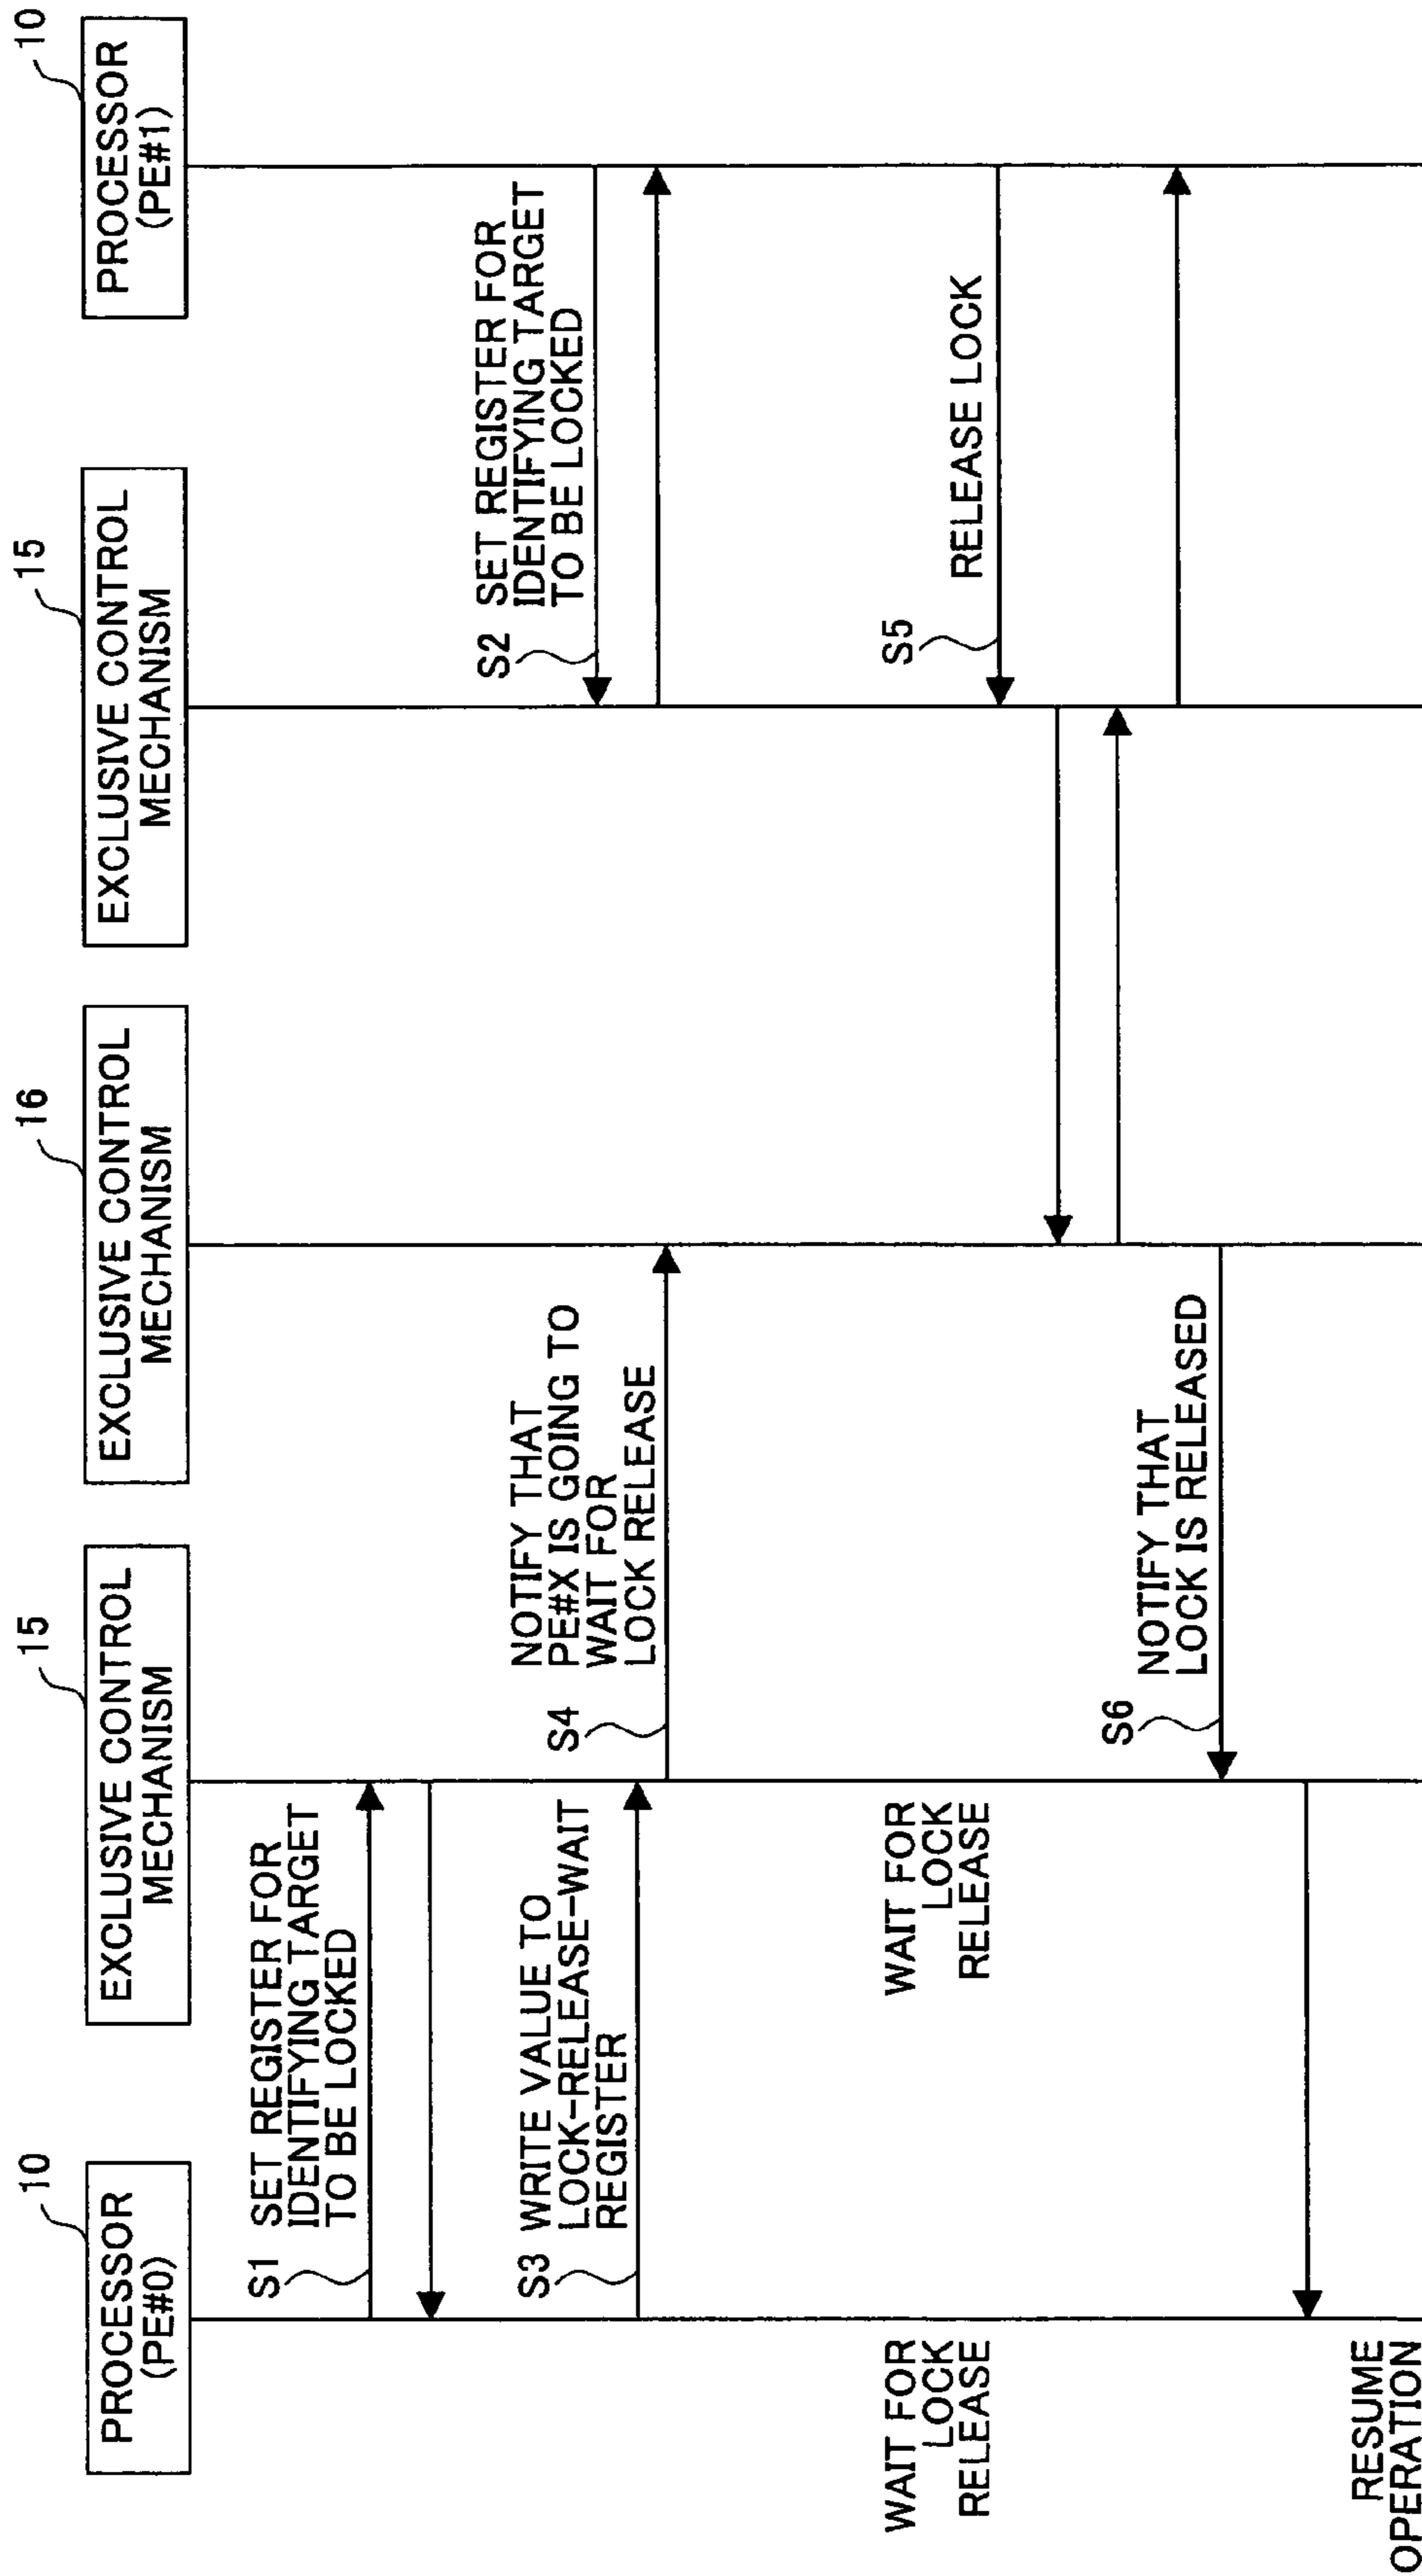 10
PROCESSOR
(PE#0)
15
EXCLUSIVE CONTROL
MECHANISM
16
EXCLUSIVE CONTROL
MECHANISM
15
EXCLUSIVE CONTROL
MECHANISM
10
PROCESSOR
(PE#1)
S1 SET REGISTER FOR
IDENTIFYING TARGET
TO BE LOCKED
S2 SET REGISTER FOR
IDENTIFYING TARGET
TO BE LOCKED
S3 WRITE VALUE TO
LOCK-RELEASE-WAIT
REGISTER
S4 NOTIFY THAT
PE#X IS GOING TO
WAIT FOR
LOCK RELEASE
WAIT FOR
LOCK
RELEASE
WAIT FOR
LOCK
RELEASE
S5 RELEASE LOCK
S6 NOTIFY THAT
LOCK IS RELEASED
RESUME
OPERATION